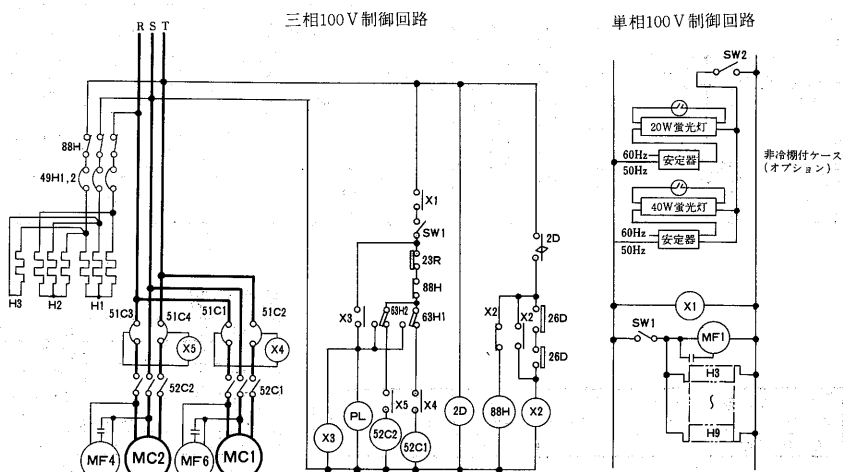 三相100V制御回路
単相100V制御回路
R S T
SW2
20W蛍光灯
60Hz
50Hz
安定器
非冷棚付ケース
(オプション)
40W蛍光灯
60Hz
50Hz
安定器
88H
49H1,2
H3
H2
H1
X1
SW1
23R
88H
2D
51C3
51C4
51C1
51C2
X5
X4
X3
63H2
63H1
X2
X2
26D
26D
X1
SW1
MF1
H3
H9
52C2
52C1
X5
X4
X3
PL
52C2
52C1
2D
88H
X2
MF4
MC2
MF6
MC1